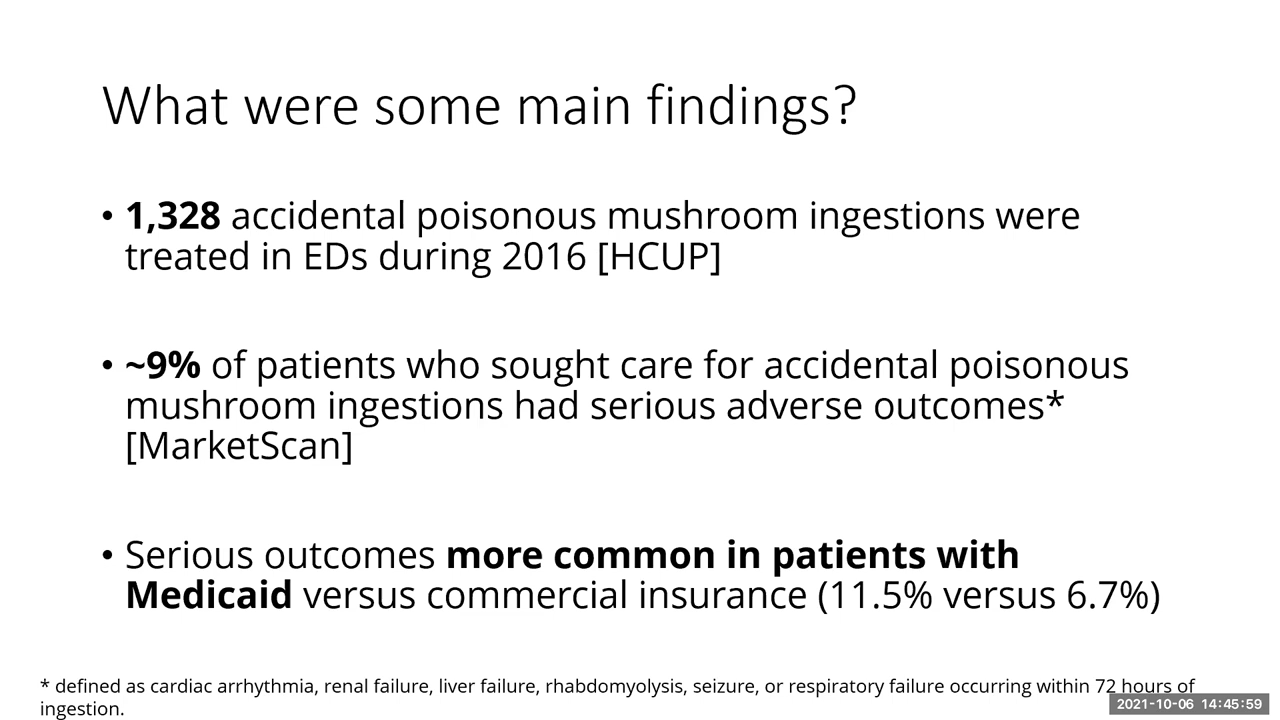 What were some main findings?
• 1,328 accidental poisonous mushroom ingestions were
treated in EDs during 2016 [HCUP]
• ~9% of patients who sought care for accidental poisonous
mushroom ingestions had serious adverse outcomes*
[MarketScan]
• Serious outcomes more common in patients with
Medicaid versus commercial insurance (11.5% versus 6.7%)
* defined as cardiac arrhythmia, renal failure, liver failure, rhabdomyolysis, seizure, or respiratory failure occurring within 72 hours of
ingestion.
2021-10-06 14:45:59